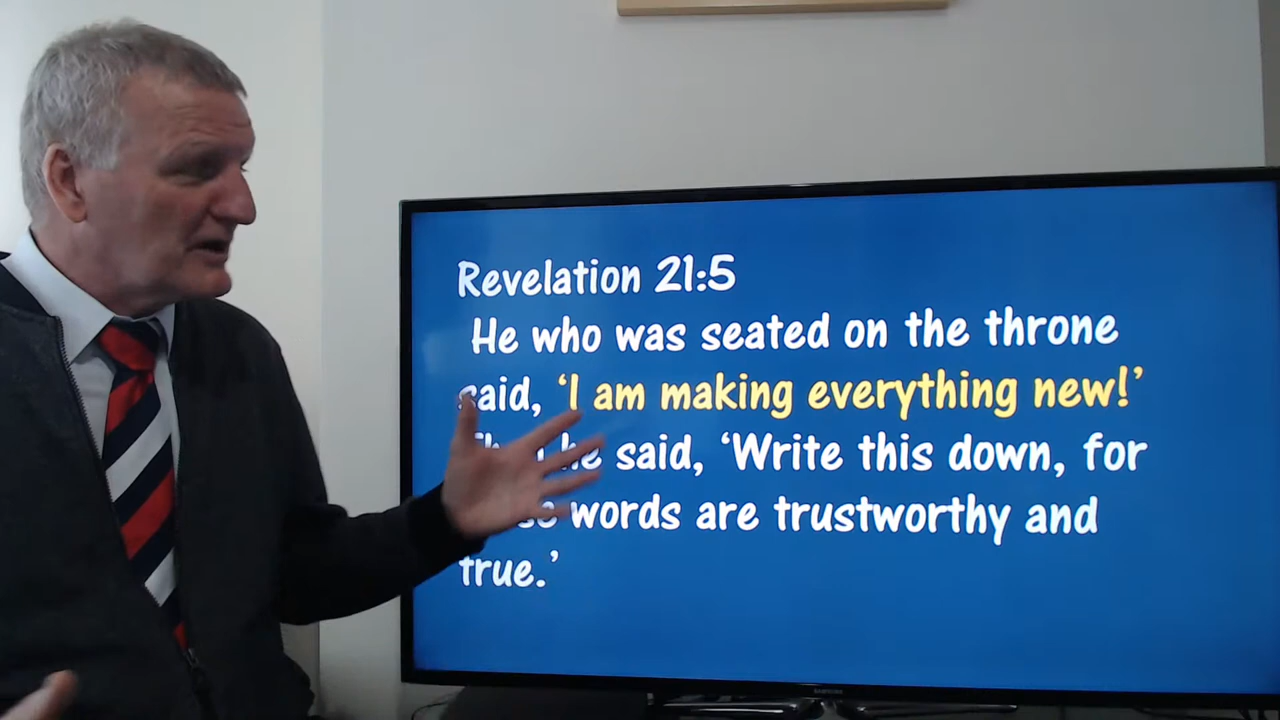 Revelation 21:5
He who was seated on the throne
said, ‘I am making everything new!’
he said, ‘Write this down, for
words are trustworthy and
true.’
SAMSUNG